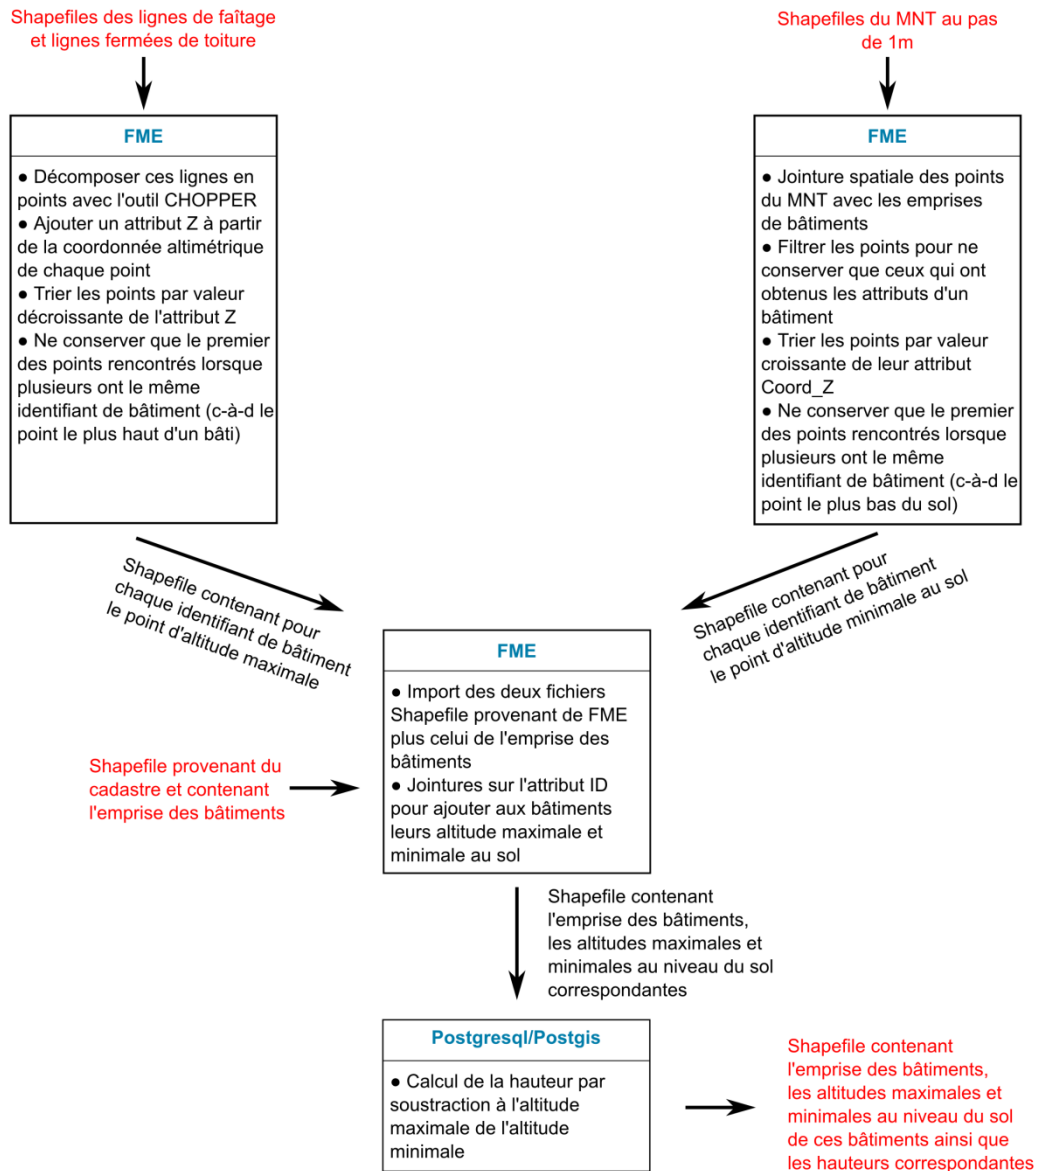 Shapefiles des lignes de faîtage
et lignes fermées de toiture
Shapefiles du MNT au pas
de 1m
FME
● Décomposer ces lignes en
points avec l'outil CHOPPER
● Ajouter un attribut Z à partir
de la coordonnée altimétrique
de chaque point
● Trier les points par valeur
décroissante de l'attribut Z
● Ne conserver que le premier
des points rencontrés lorsque
plusieurs ont le même
identifiant de bâtiment (c-à-d le
point le plus haut d'un bâti)
FME
● Jointure spatiale des points
du MNT avec les emprises
de bâtiments
● Filtrer les points pour ne
conserver que ceux qui ont
obtenus les attributs d'un
bâtiment
● Trier les points par valeur
croissante de leur attribut
Coord_Z
● Ne conserver que le premier
des points rencontrés lorsque
plusieurs ont le même
identifiant de bâtiment (c-à-d le
point le plus bas du sol)
Shapefile contenant pour
chaque identifiant de bâtiment
le point d'altitude maximale
Shapefile contenant pour
chaque identifiant de bâtiment
le point d'altitude minimale au sol
FME
● Import des deux fichiers
Shapefile provenant de FME
plus celui de l'emprise des
bâtiments
● Jointures sur l'attribut ID
pour ajouter aux bâtiments
leurs altitude maximale et
minimale au sol
Shapefile provenant du
cadastre et contenant
l'emprise des bâtiments
Shapefile contenant
l'emprise des bâtiments,
les altitudes maximales et
minimales au niveau du sol
correspondantes
Postgresql/Postgis
● Calcul de la hauteur par
soustraction à l'altitude
maximale de l'altitude
minimale
Shapefile contenant
l'emprise des bâtiments,
les altitudes maximales et
minimales au niveau du sol
de ces bâtiments ainsi que
les hauteurs correspondantes